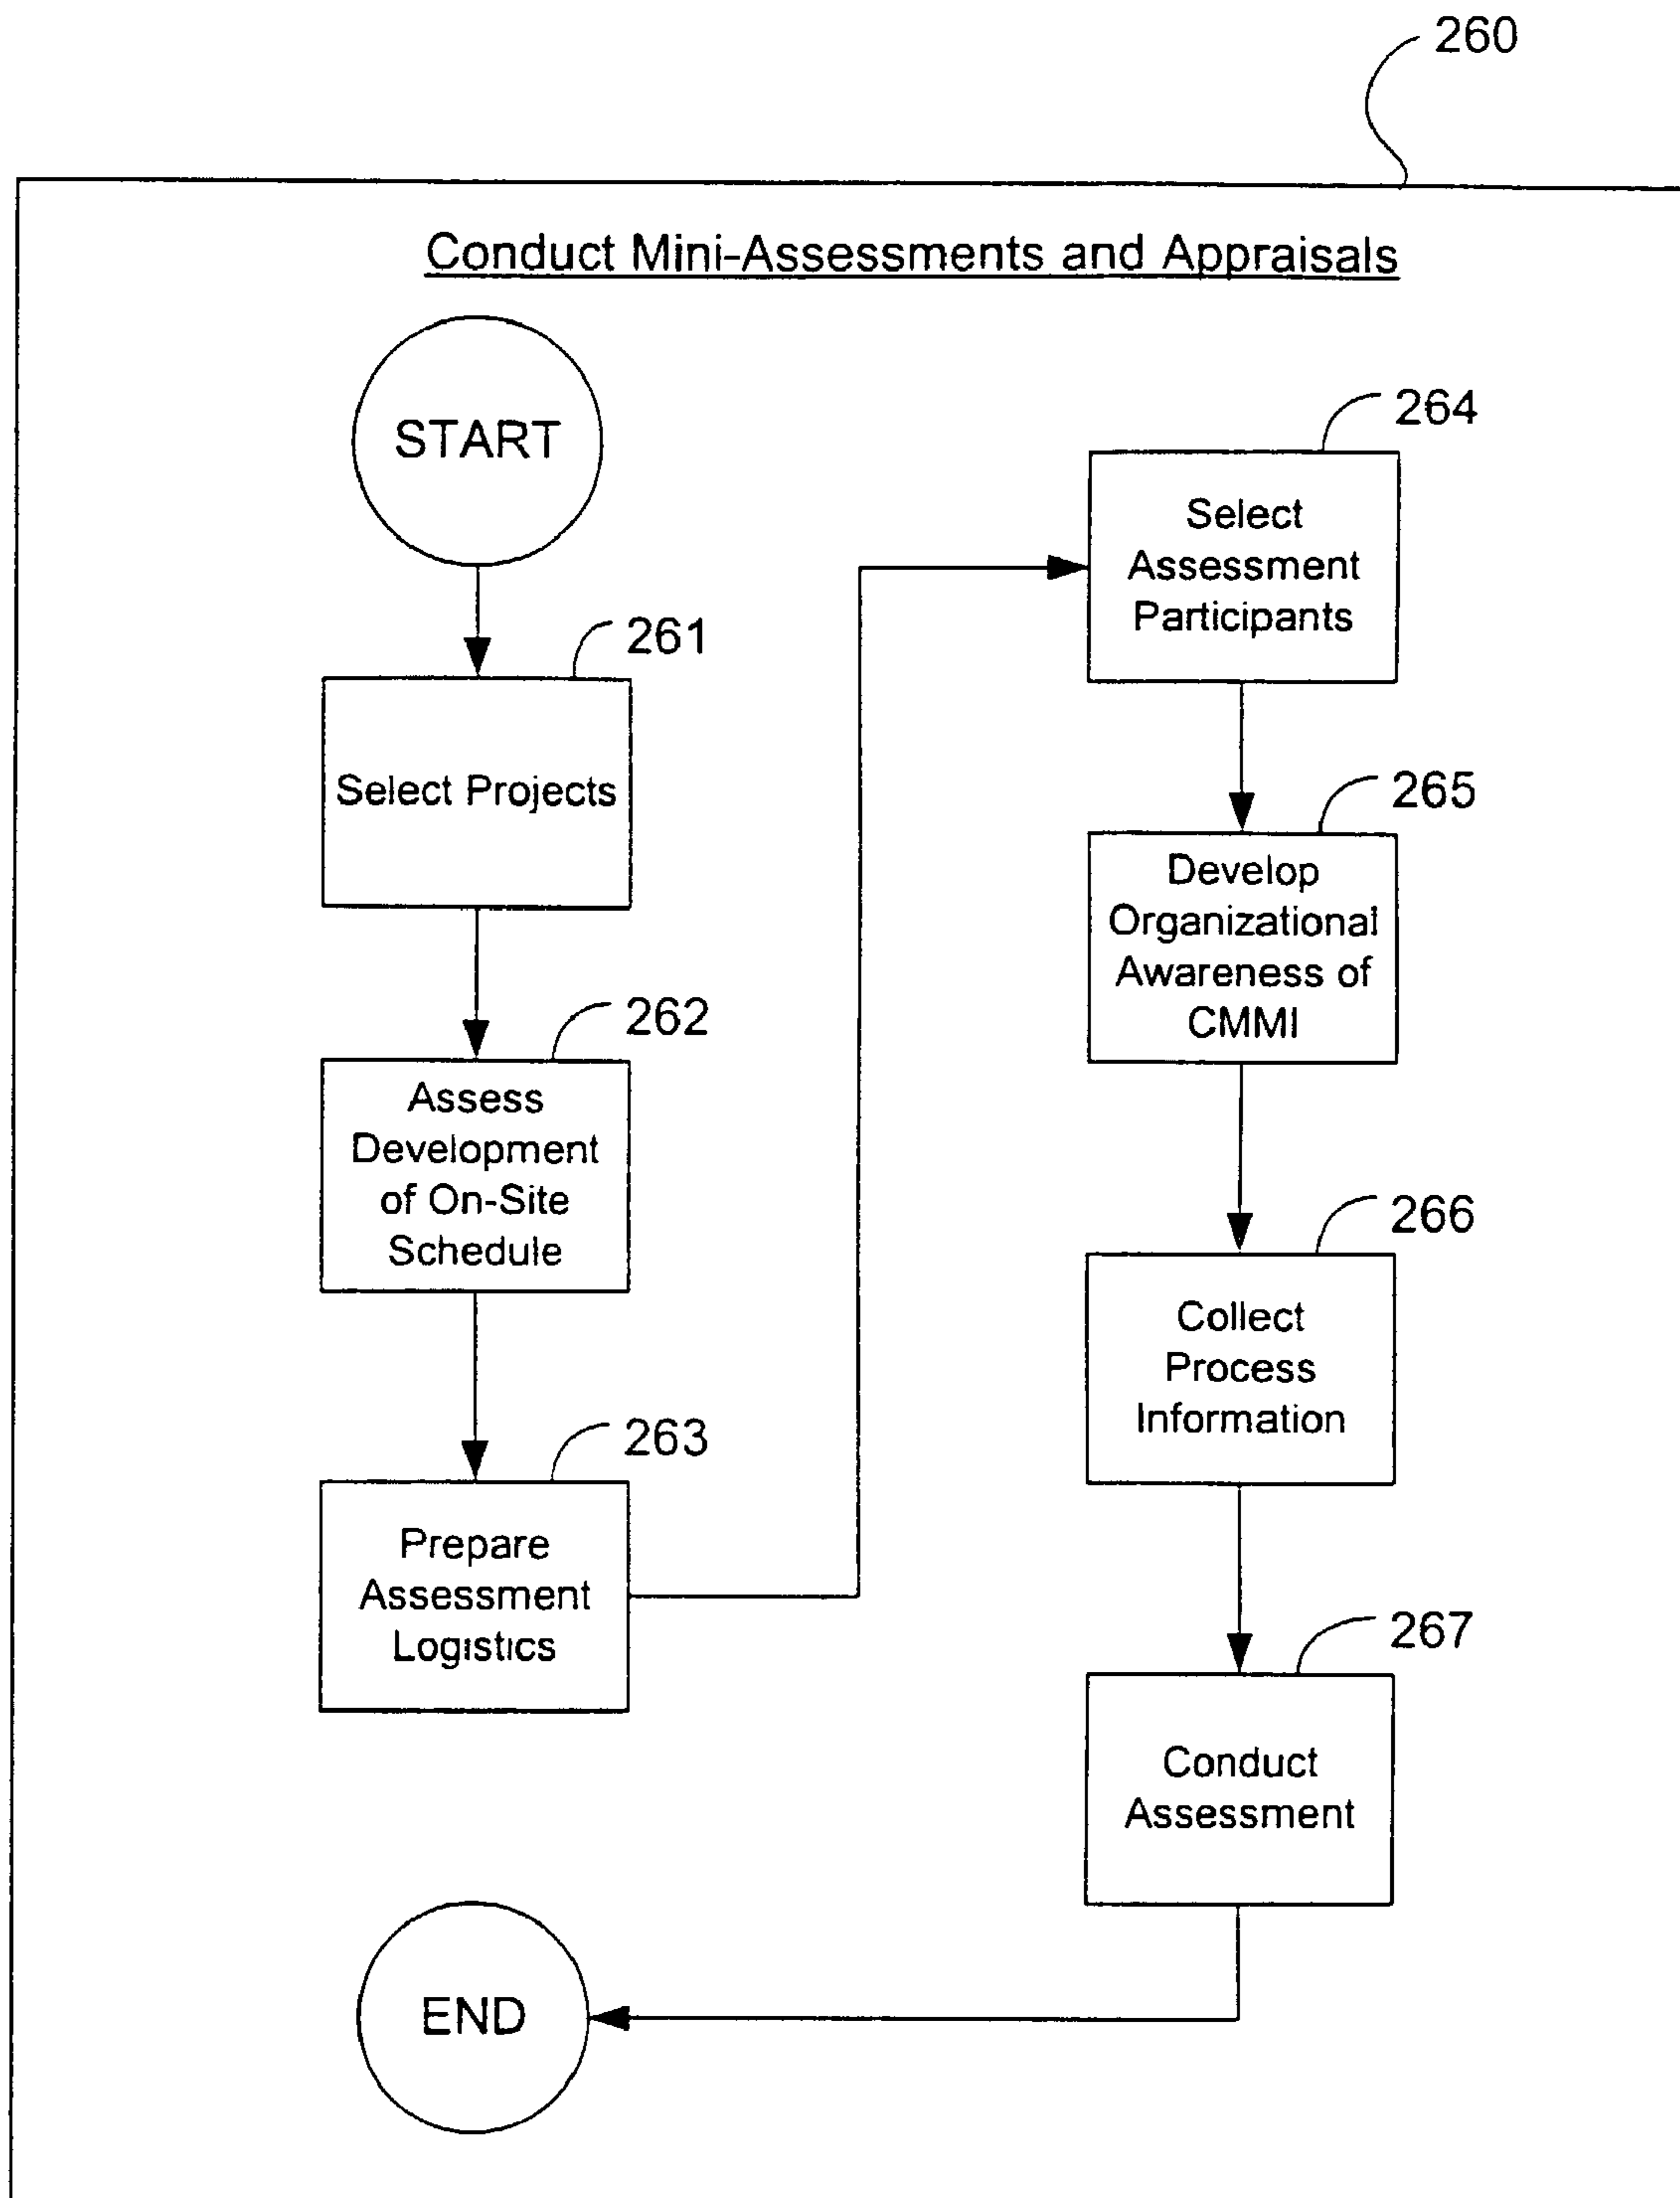 260
Conduct Mini-Assessments and Appraisals
START
261
Select Projects
262
Assess
Development
of On-Site
Schedule
263
Prepare
Assessment
Logistics
264
Select
Assessment
Participants
265
Develop
Organizational
Awareness of
CMMI
266
Collect
Process
Information
267
Conduct
Assessment
END